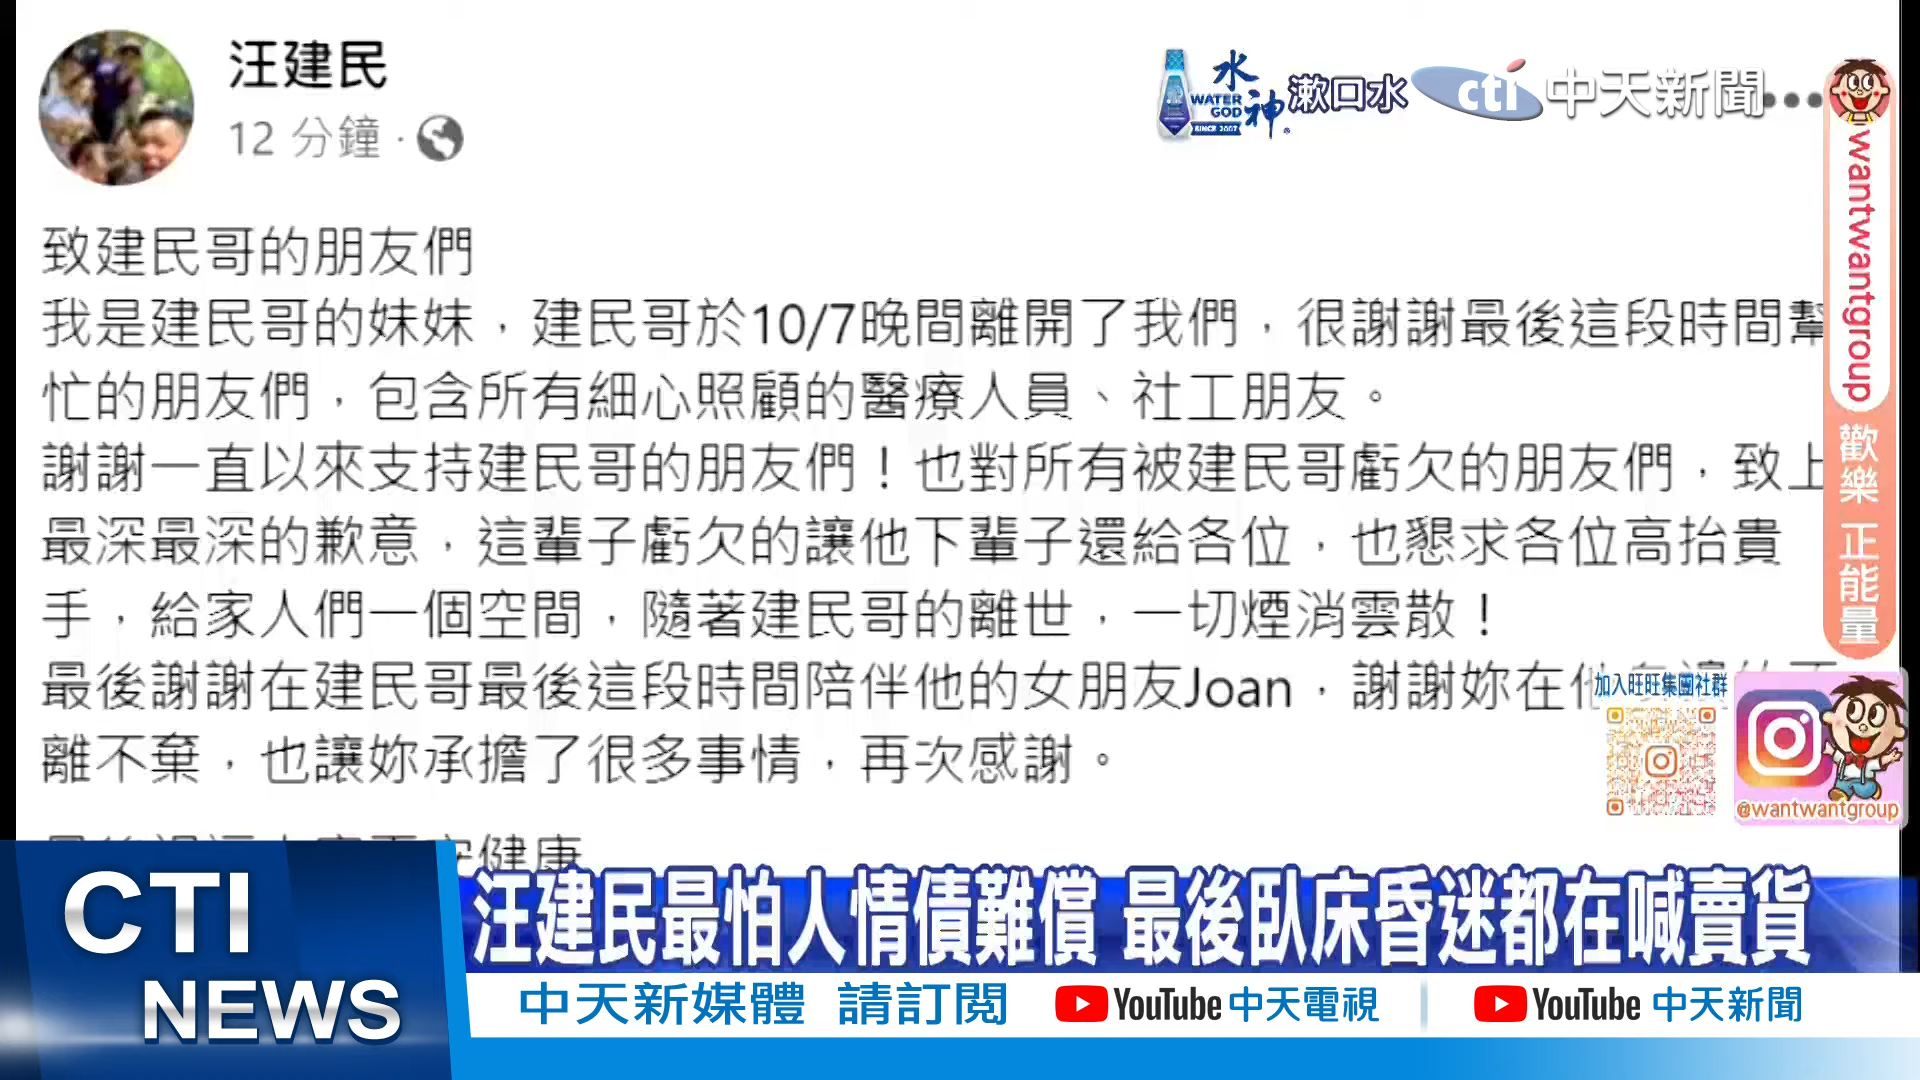 汪建民
12 分鐘 ·
水神
WATER GOD
SINCE 2007
漱口水
cti 中天新聞
wantwantgroup
歡樂 正能量
致建民哥的朋友們
我是建民哥的妹妹，建民哥於10/7晚間離開了我們，很謝謝最後這段時間幫
忙的朋友們，包含所有細心照顧的醫療人員、社工朋友。
謝謝一直以來支持建民哥的朋友們！也對所有被建民哥虧欠的朋友們，致上
最深最深的歉意，這輩子虧欠的讓他下輩子還給各位，也懇求各位高抬貴
手，給家人們一個空間，隨著建民哥的離世，一切煙消雲散！
最後謝謝在建民哥最後這段時間陪伴他的女朋友Joan，謝謝妳在他
離不棄，也讓妳承擔了很多事情，再次感謝。
健康
加入旺旺集團社群
@wantwantgroup
CTI NEWS
汪建民最怕人情債難償 最後臥床昏迷都在喊賣貨
中天新媒體 請訂閱 YouTube 中天電視 YouTube 中天新聞